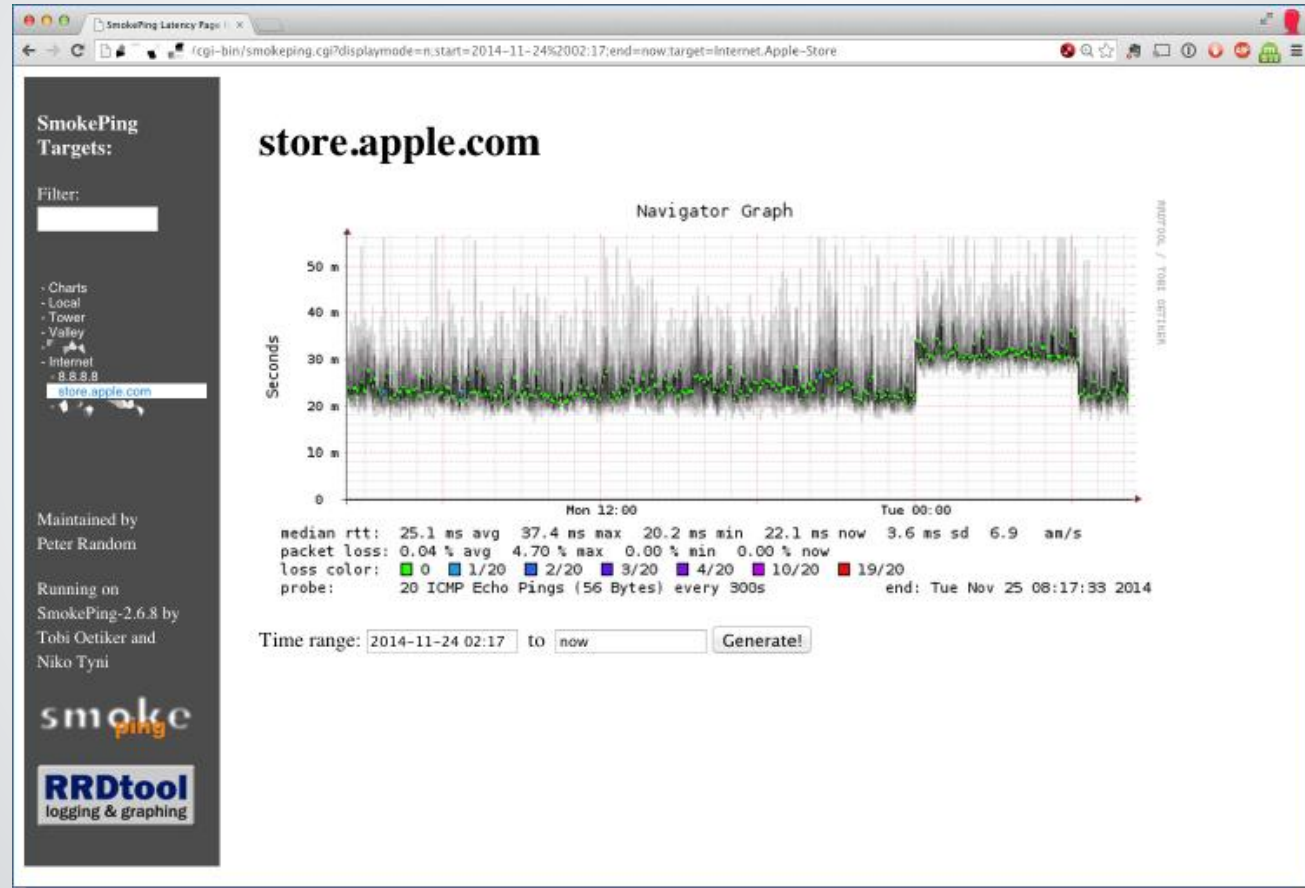 SmokePing Latency Page
/cgi-bin/smokeping.cgi?displaymode=n;start=2014-11-24%2002:17;end=now;target=Internet.Apple-Store
SmokePing
Targets:
Filter:
- Charts
- Local
- Tower
- Valley
- Internet
- 8.8.8.8
store.apple.com
Maintained by
Peter Random
Running on
SmokePing-2.6.8 by
Tobi Oetiker and
Niko Tyni
smoke
ping
RRDtool
logging & graphing
store.apple.com
Navigator Graph
RRDTOOL / TOBI OETIKER
Seconds
50 m
40 m
30 m
20 m
10 m
0
Mon 12:00 Tue 00:00
median rtt: 25.1 ms avg 37.4 ms max 20.2 ms min 22.1 ms now 3.6 ms sd 6.9 am/s
packet loss: 0.04 % avg 4.70 % max 0.00 % min 0.00 % now
loss color: 0 1/20 2/20 3/20 4/20 10/20 19/20
probe: 20 ICMP Echo Pings (56 Bytes) every 300s end: Tue Nov 25 08:17:33 2014
Time range: 2014-11-24 02:17 to now Generate!